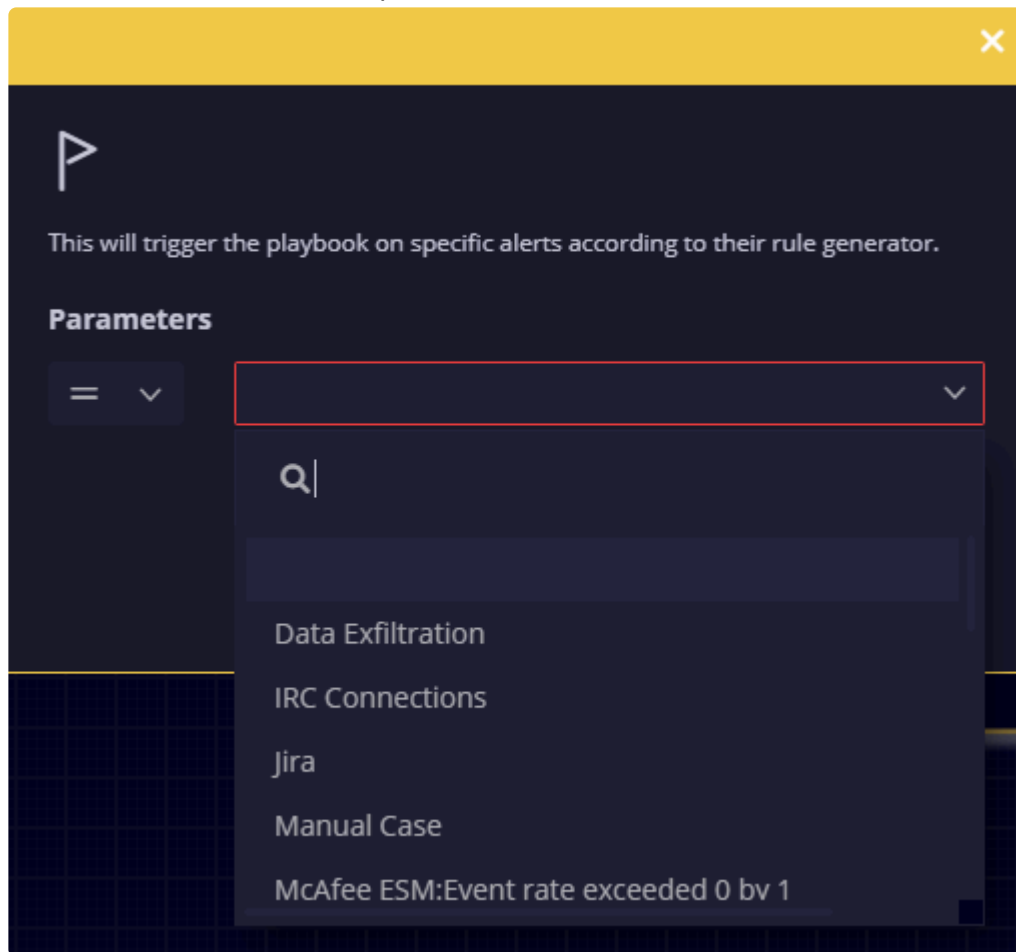 This will trigger the playbook on specific alerts according to their rule generator.
Parameters
=
Data Exfiltration
IRC Connections
Jira
Manual Case
McAfee ESM:Event rate exceeded 0 by 1